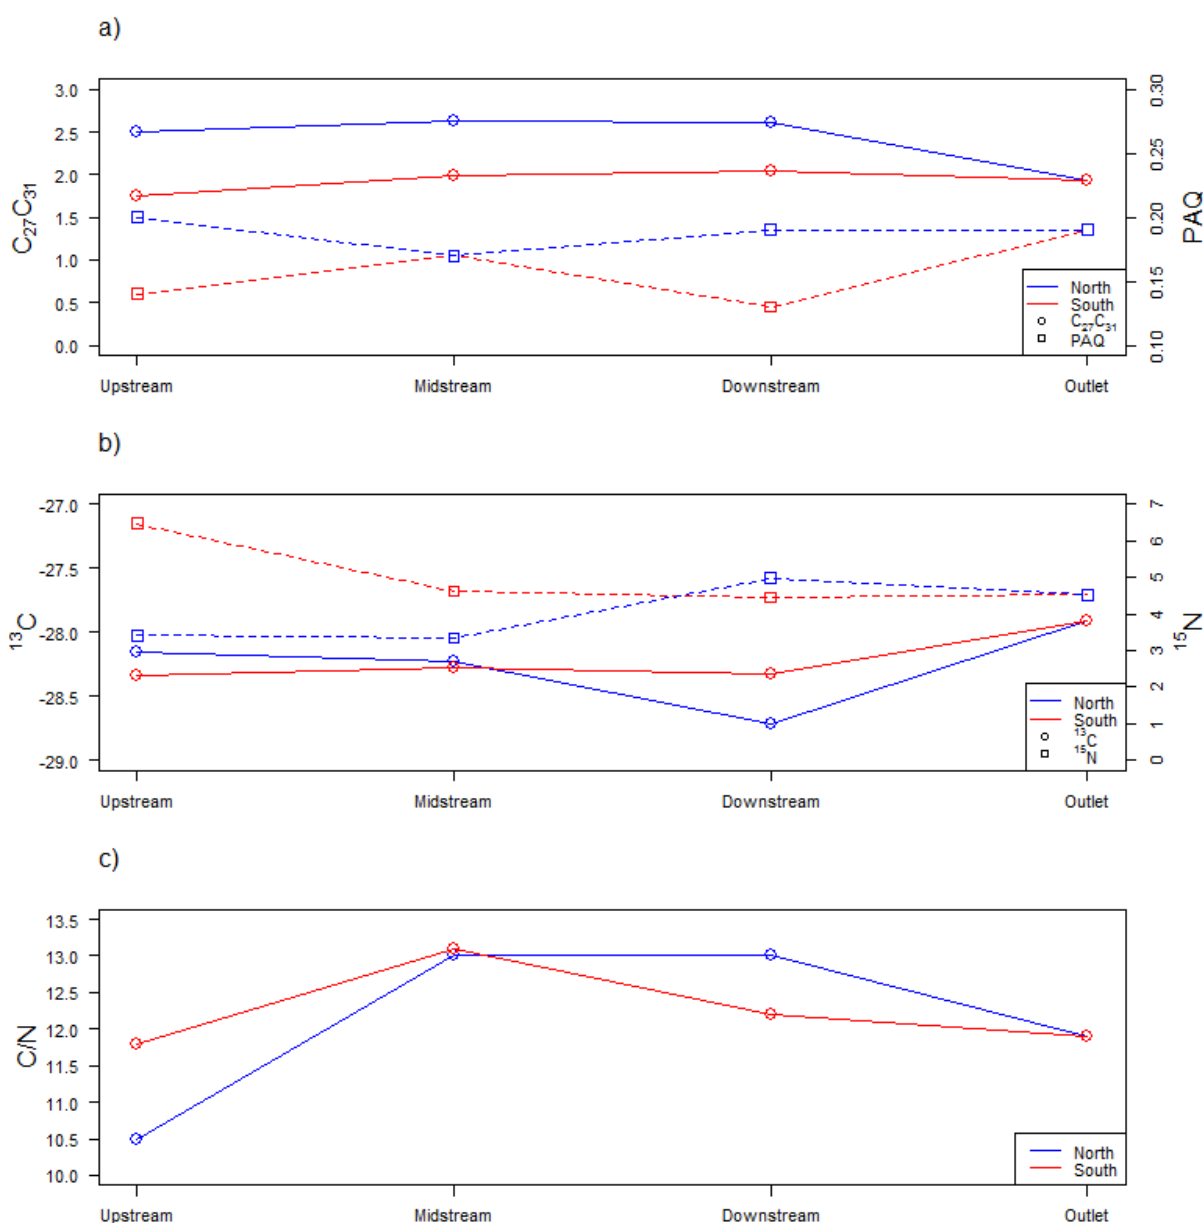 a)
3.0
2.5
2.0
1.5
1.0
0.5
0.0
C₂₇C₃₁
0.30
0.25
0.20
0.15
0.10
PAQ
North
South
C₂₇C₃₁
PAQ
Upstream Midstream Downstream Outlet
b)
-27.0
-27.5
-28.0
-28.5
-29.0
¹³C
7
6
5
4
3
2
1
0
¹⁵N
North
South
¹³C
¹⁵N
Upstream Midstream Downstream Outlet
c)
13.5
13.0
12.5
12.0
11.5
11.0
10.5
10.0
C/N
North
South
Upstream Midstream Downstream Outlet